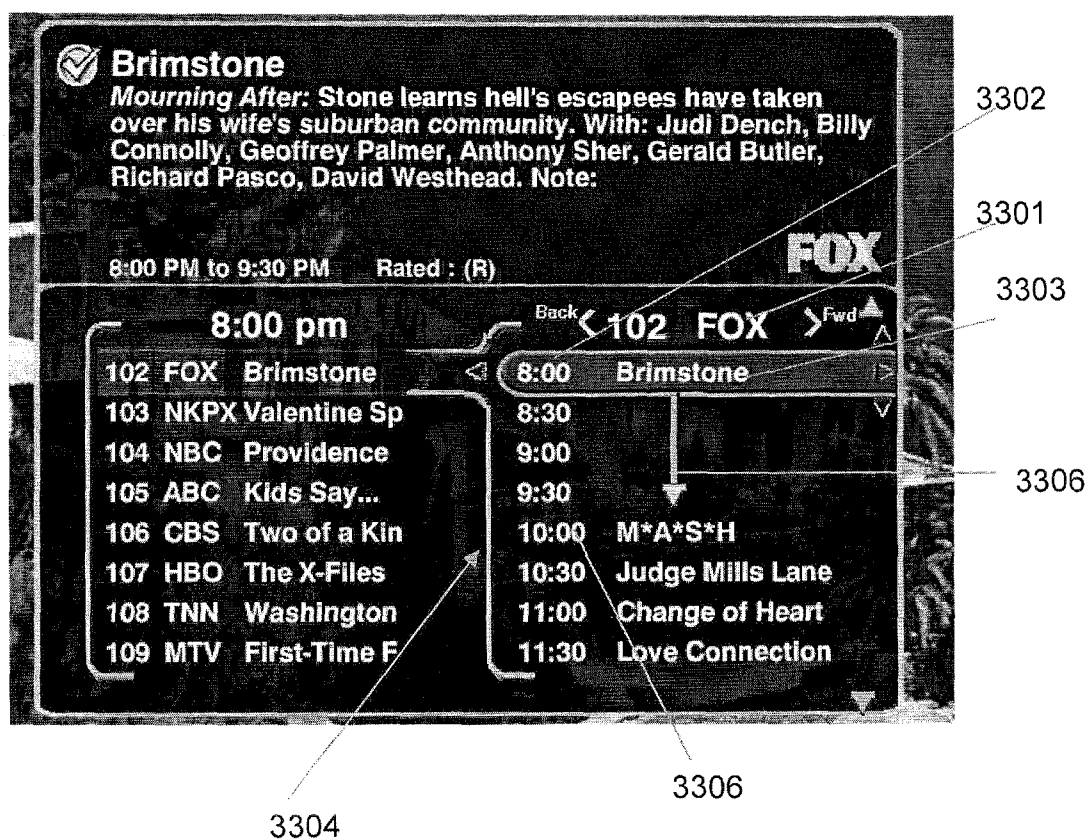 Brimstone
Mourning After: Stone learns hell's escapees have taken
over his wife's suburban community. With: Judi Dench, Billy
Connolly, Geoffrey Palmer, Anthony Sher, Gerald Butler,
Richard Pasco, David Westhead. Note:
8:00 PM to 9:30 PM Rated : (R)
FOX
8:00 pm
102 FOX Brimstone
103 NKPX Valentine Sp
104 NBC Providence
105 ABC Kids Say...
106 CBS Two of a Kin
107 HBO The X-Files
108 TNN Washington
109 MTV First-Time F
Back 102 FOX Fwd
8:00 Brimstone
8:30
9:00
9:30
10:00 M*A*S*H
10:30 Judge Mills Lane
11:00 Change of Heart
11:30 Love Connection
3302
3301
3303
3306
3306
3304